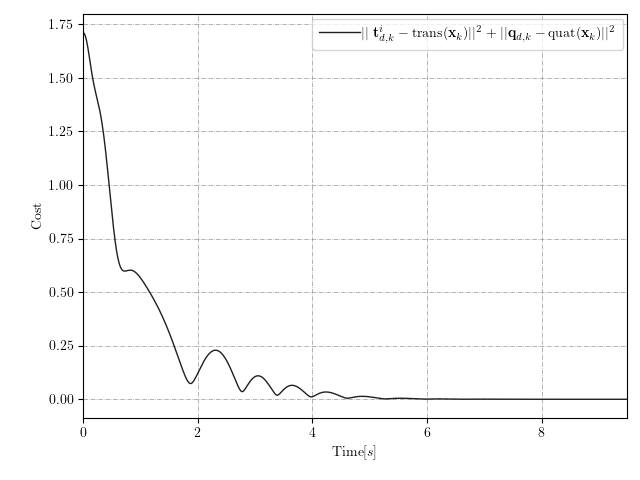 || t^i_{d,k} − trans(x_k)||^2 + ||q_{d,k} − quat(x_k)||^2
1.75
1.50
1.25
1.00
0.75
0.50
0.25
0.00
Cost
0 2 4 6 8
Time[s]